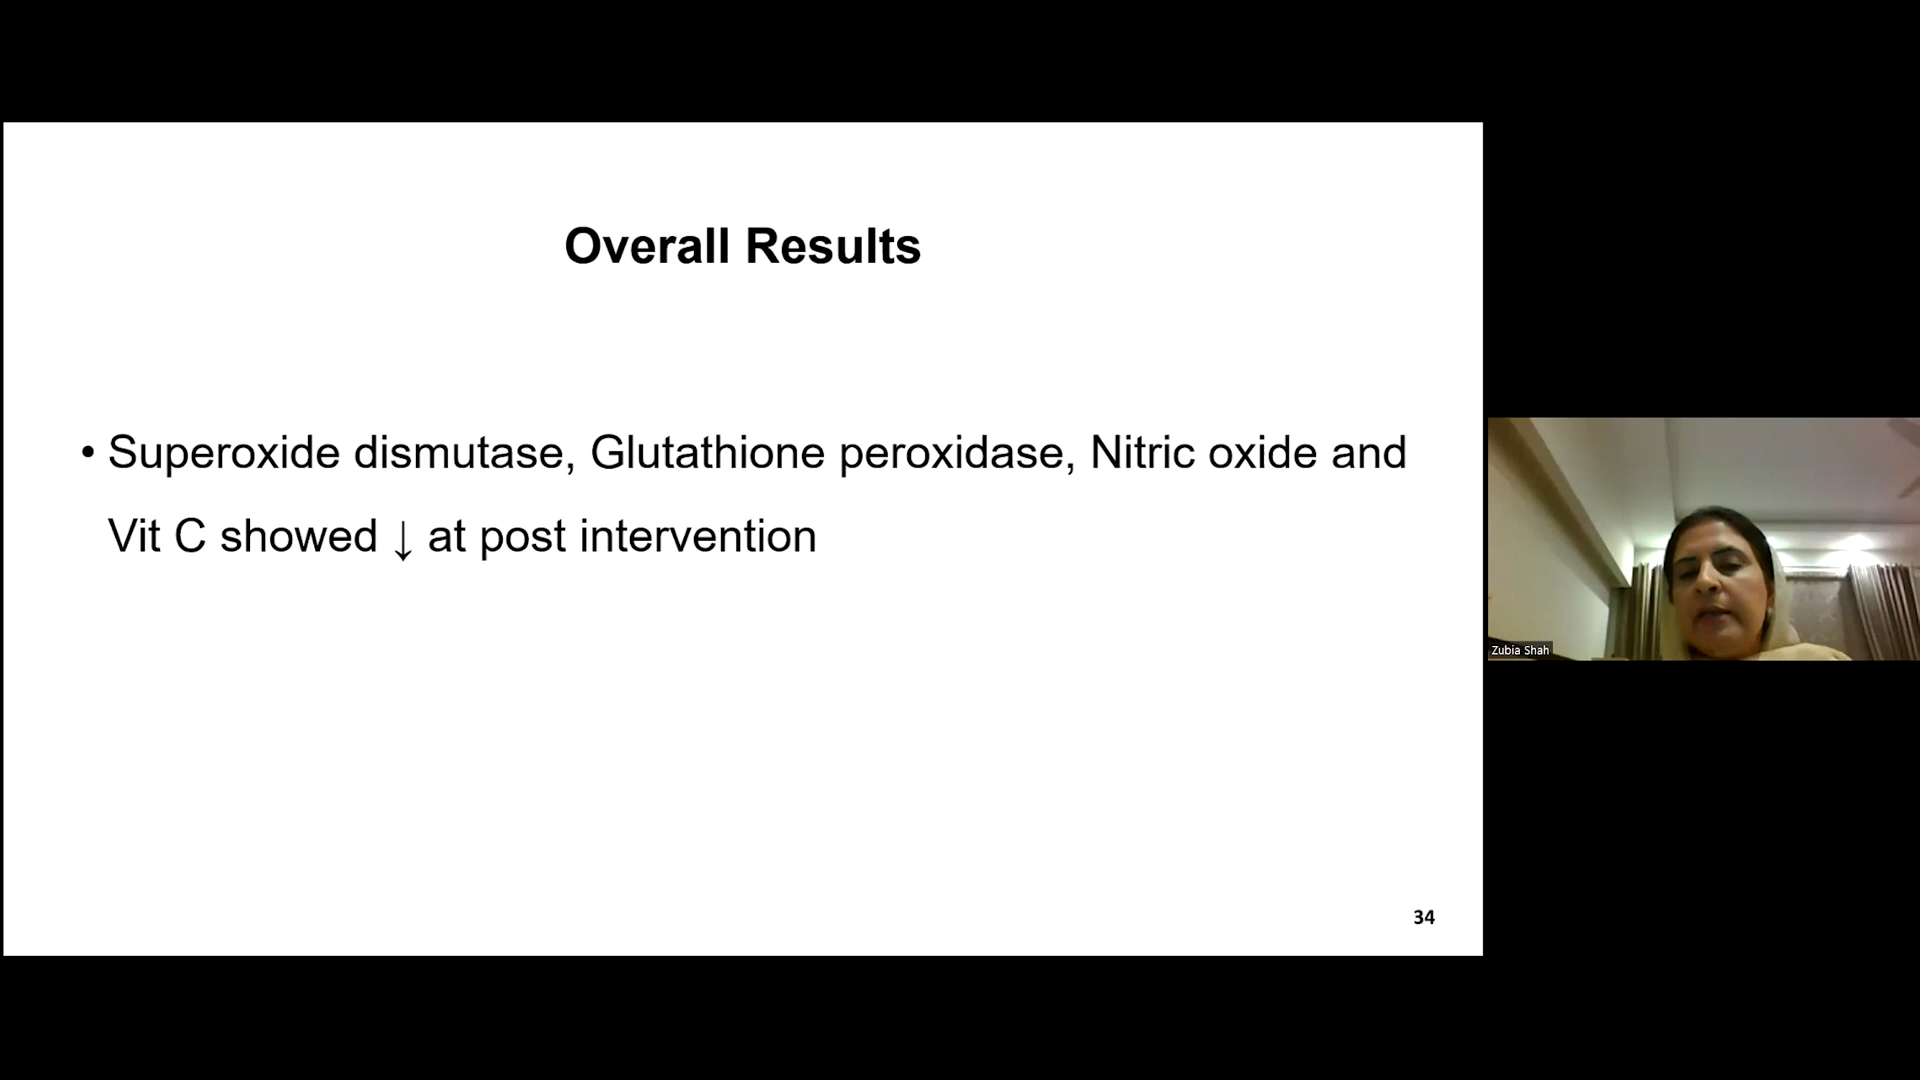 Overall Results
• Superoxide dismutase, Glutathione peroxidase, Nitric oxide and
Vit C showed ↓ at post intervention
34
Zubia Shah